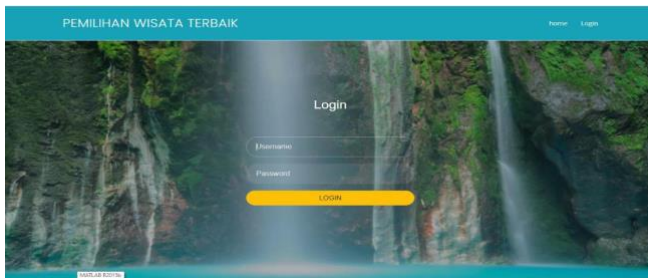 PEMILIHAN WISATA TERBAIK
home Login
Login
Username
Password
LOGIN